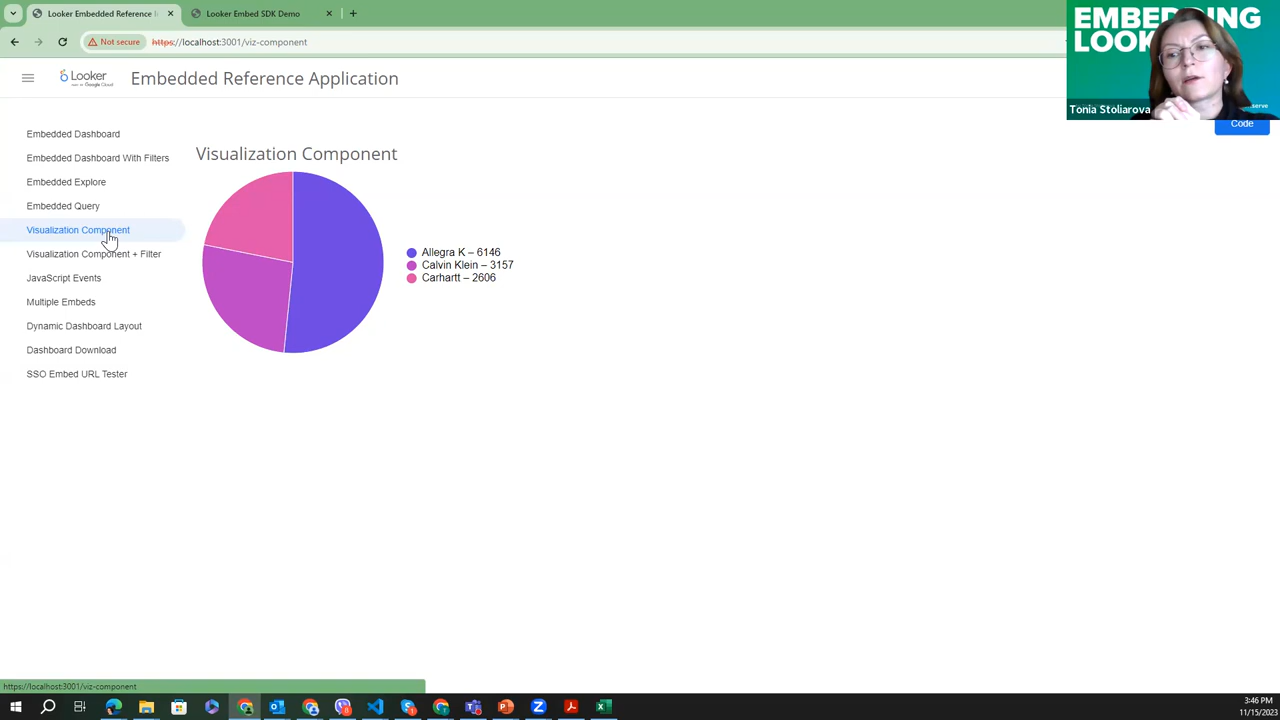 Looker Embedded Reference I
Looker Embed SDK Demo
Not secure
https://localhost:3001/viz-component
EMBEDDING
LOOK
Tonia Stoliarova
Looker
Google Cloud
Embedded Reference Application
Code
Embedded Dashboard
Embedded Dashboard With Filters
Embedded Explore
Embedded Query
Visualization Component
Visualization Component + Filter
JavaScript Events
Multiple Embeds
Dynamic Dashboard Layout
Dashboard Download
SSO Embed URL Tester
Visualization Component
Allegra K – 6146
Calvin Klein – 3157
Carhartt – 2606
https://localhost:3001/viz-component
3:46 PM
11/15/2023